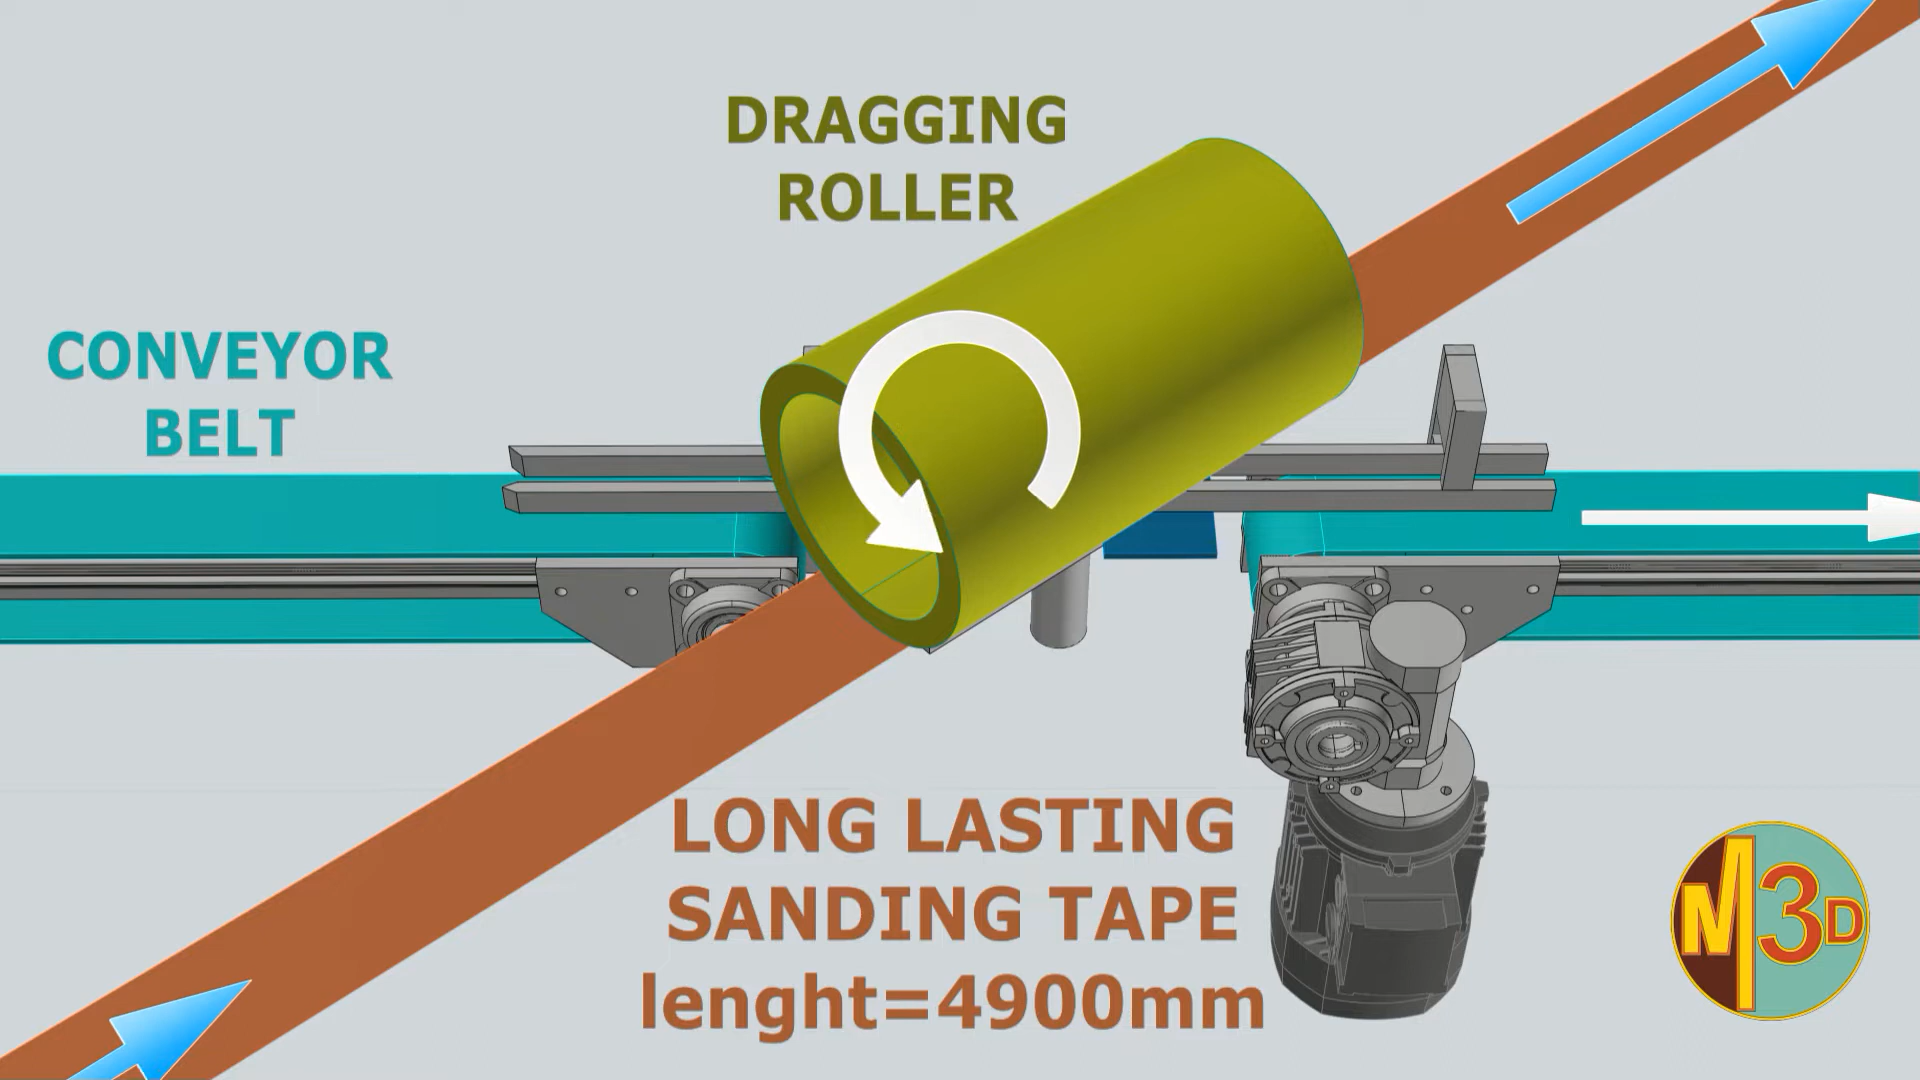 DRAGGING
ROLLER
CONVEYOR
BELT
LONG LASTING
SANDING TAPE
lenght=4900mm
M3D